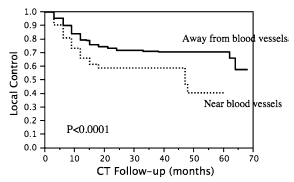 1.0
0.9
0.8
0.7
0.6
0.5
0.4
0.3
0.2
0.1
0.0
Local Control
Away from blood vessels
Near blood vessels
P<0.0001
0 10 20 30 40 50 60 70
CT Follow-up (months)